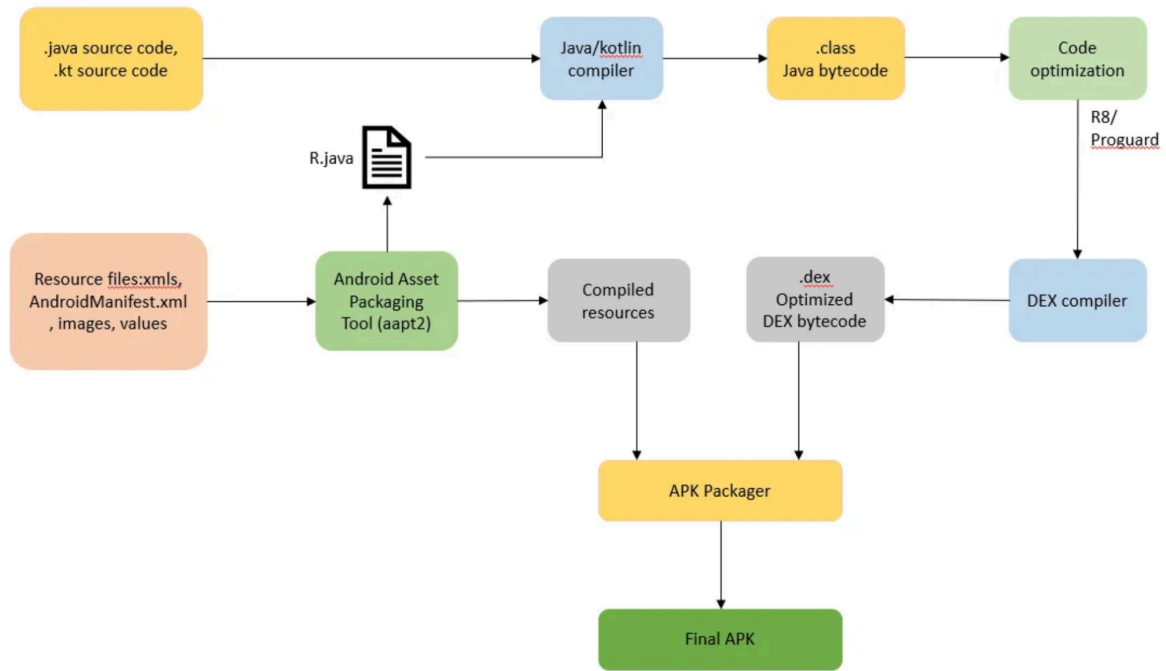 .java source code,
.kt source code
Java/kotlin
compiler
.class
Java bytecode
Code
optimization
R8/
Proguard
R.java
Resource files:xmls,
AndroidManifest.xml
, images, values
Android Asset
Packaging
Tool (aapt2)
Compiled
resources
.dex
Optimized
DEX bytecode
DEX compiler
APK Packager
Final APK